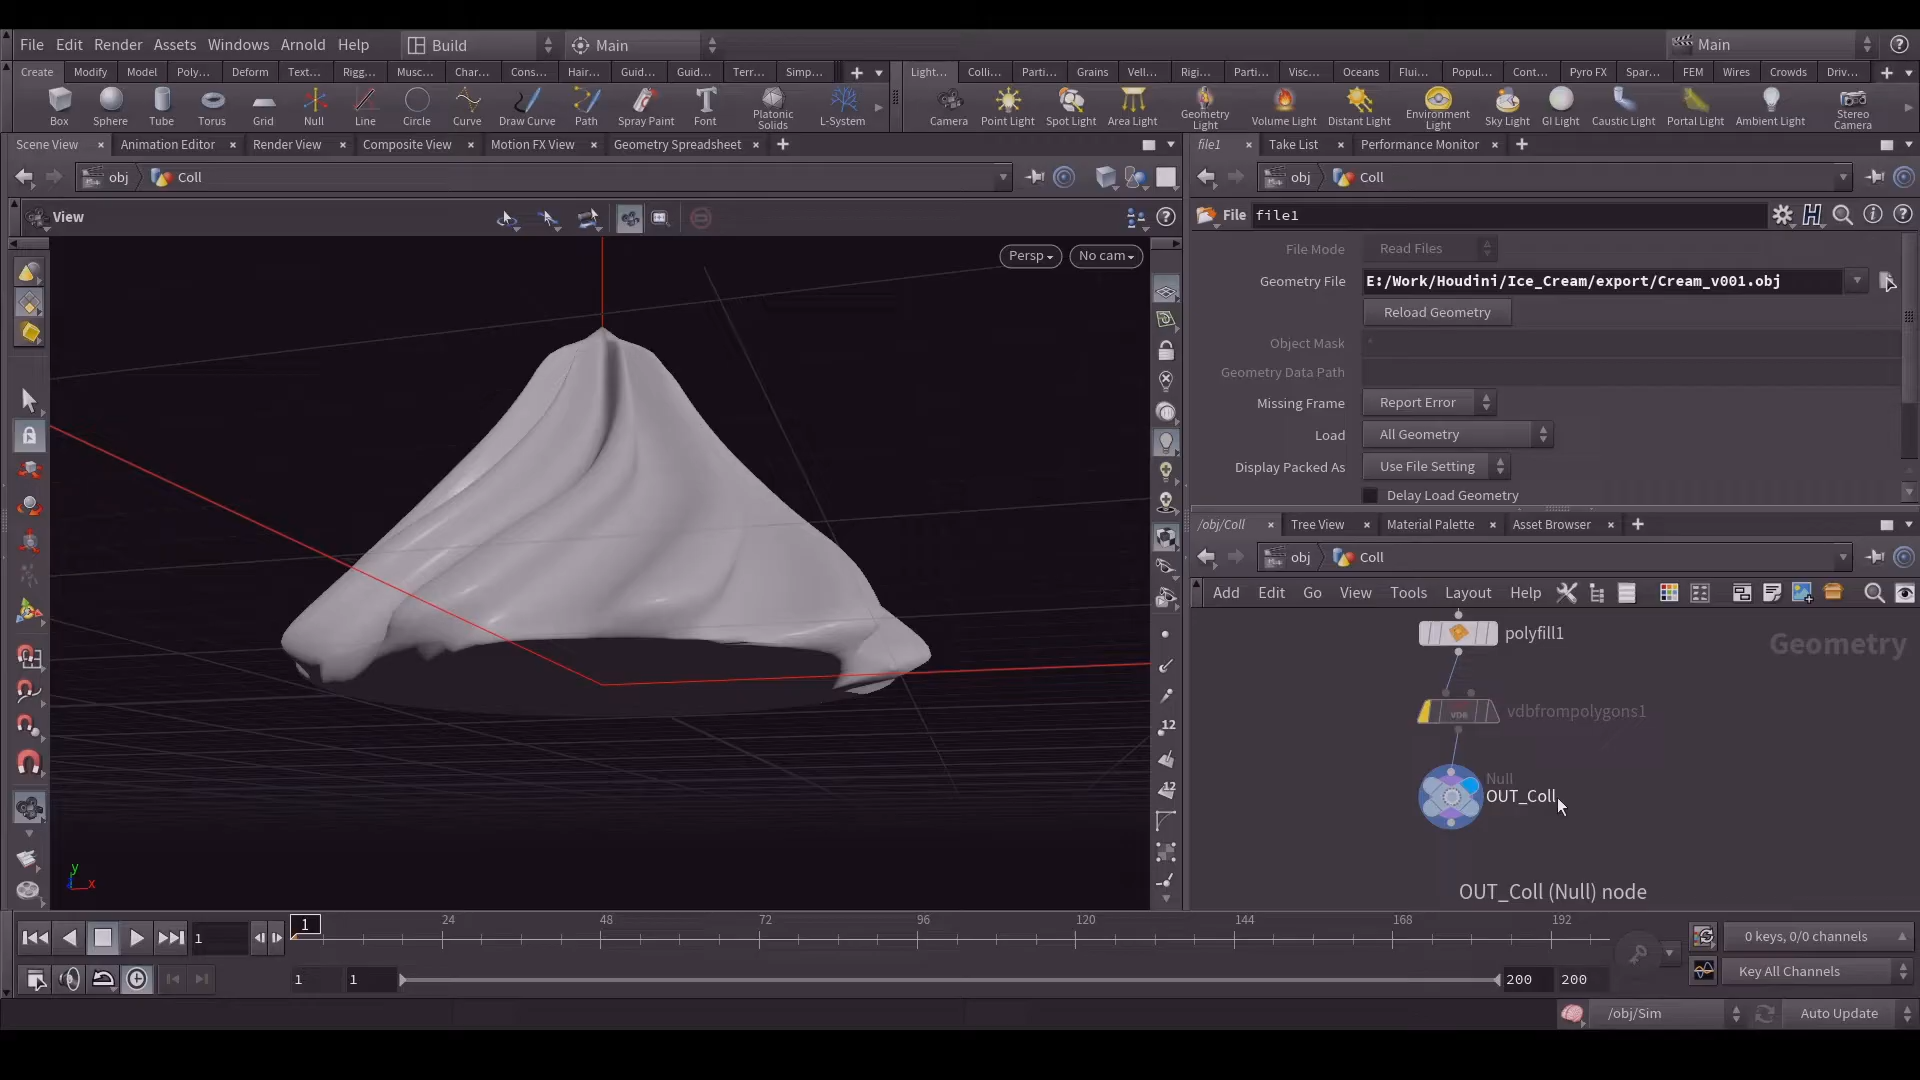 File Edit Render Assets Windows Arnold Help Build Main Main
Create Modify Model Poly... Deform Text... Rigg... Musc... Char... Cons... Hair... Guid... Guid... Terr... Simp... Light... Colli... Parti... Grains Vell... Rigi... Parti... Visc... Oceans Flui... Popul... Cont... Pyro FX Spar... FEM Wires Crowds Driv...
Box Sphere Tube Torus Grid Null Line Circle Curve Draw Curve Path Spray Paint Font Platonic Solids L-System Camera Point Light Spot Light Area Light Geometry Light Volume Light Distant Light Environment Light Sky Light GI Light Caustic Light Portal Light Ambient Light Stereo Camera
Scene View Animation Editor Render View Composite View Motion FX View Geometry Spreadsheet file1 Take List Performance Monitor
obj Coll obj Coll
View File file1
Persp No cam
File Mode Read Files
Geometry File E:/Work/Houdini/Ice_Cream/export/Cream_v001.obj
Reload Geometry
Object Mask *
Geometry Data Path
Missing Frame Report Error
Load All Geometry
Display Packed As Use File Setting
Delay Load Geometry
/obj/Coll Tree View Material Palette Asset Browser
obj Coll
Add Edit Go View Tools Layout Help
polyfill1
Geometry
VDB vdbfrompolygons1
Null
OUT_Coll
OUT_Coll (Null) node
12
12
y
x
1 1 24 48 72 96 120 144 168 192 0 keys, 0/0 channels
1 1 200 200 Key All Channels
/obj/Sim Auto Update